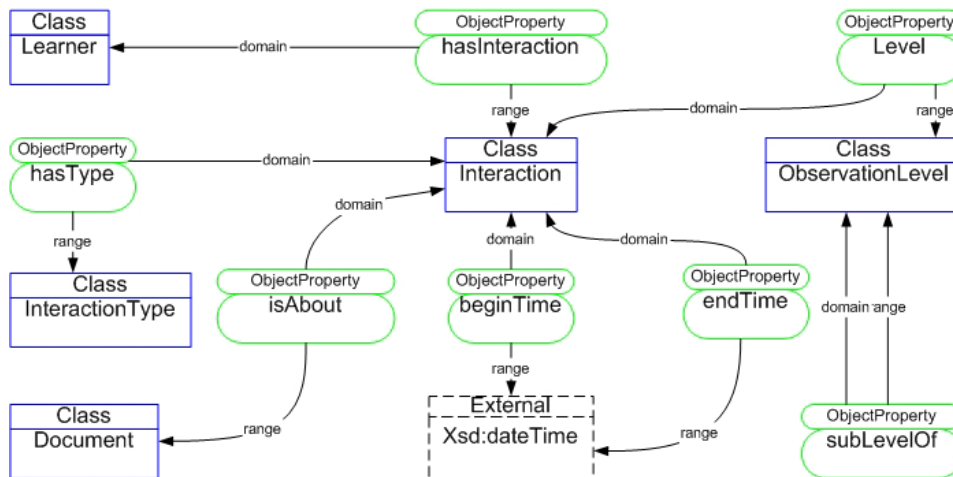 Class
Learner
domain
ObjectProperty
hasInteraction
ObjectProperty
Level
range
domain
range
ObjectProperty
hasType
domain
Class
Interaction
Class
ObservationLevel
range
domain
domain
domain
Class
InteractionType
ObjectProperty
isAbout
ObjectProperty
beginTime
ObjectProperty
endTime
domain
ange
range
Class
Document
range
External
Xsd:dateTime
range
ObjectProperty
subLevelOf